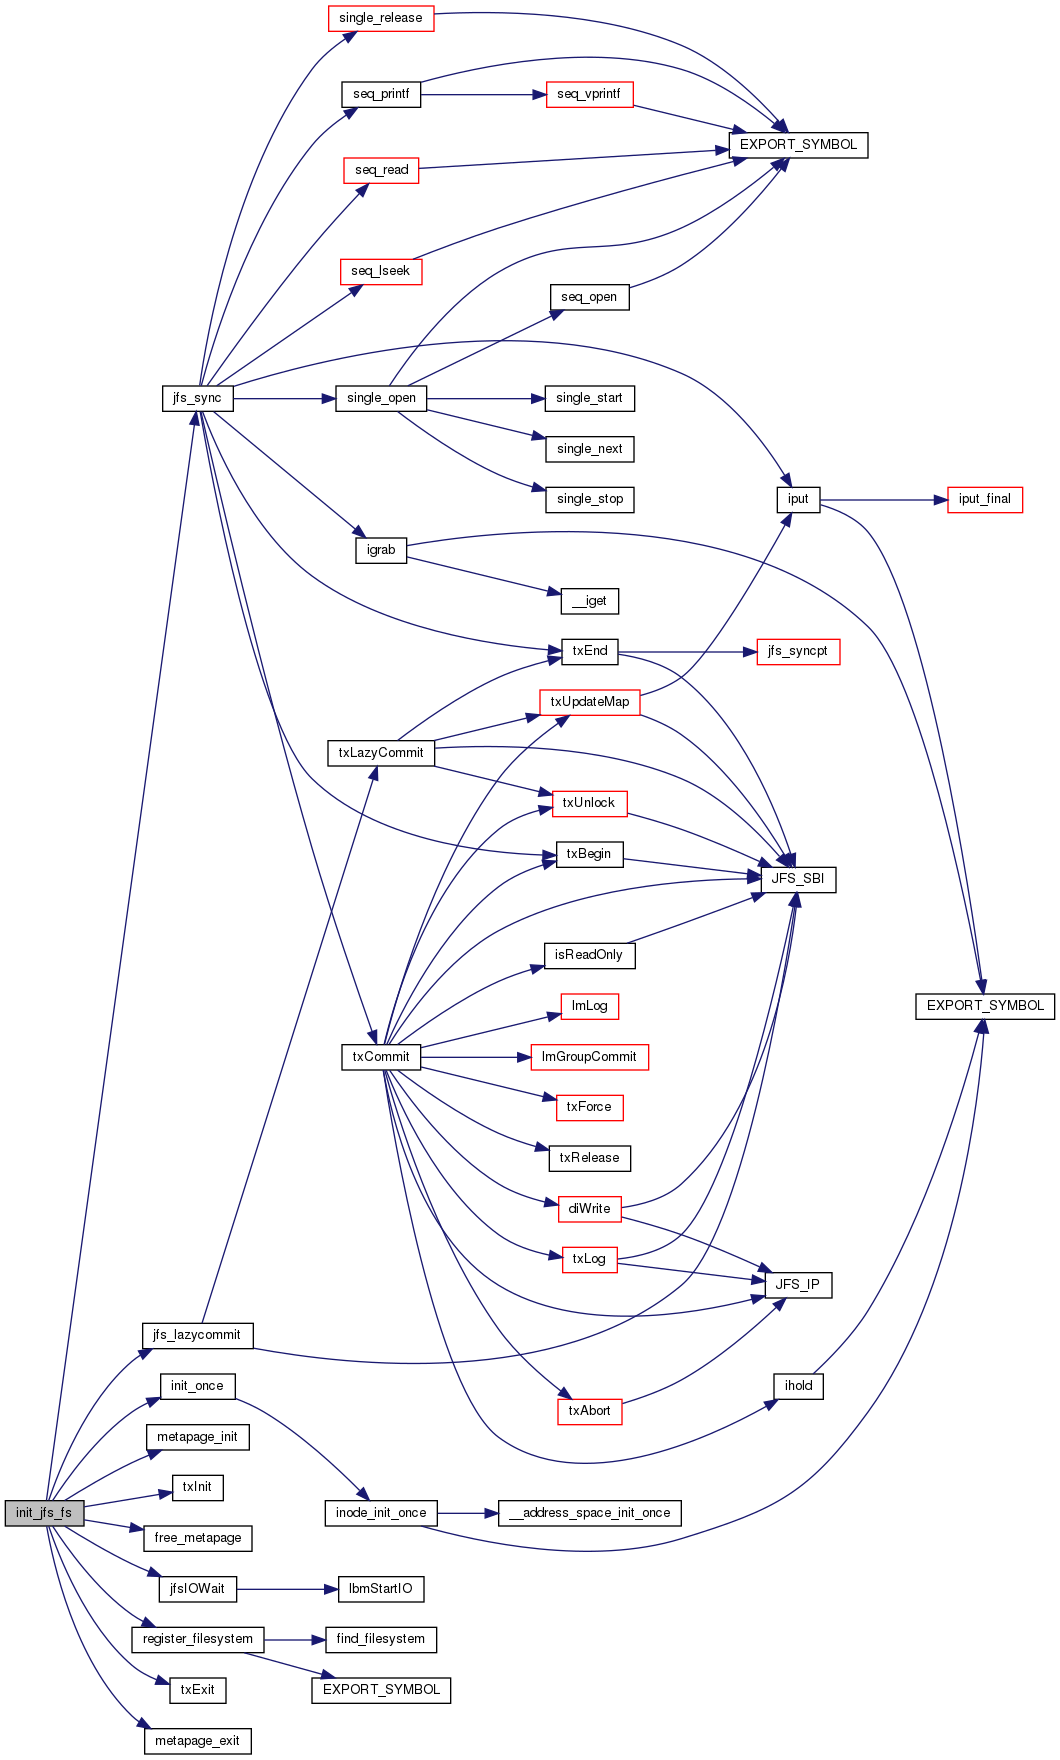 single_release
seq_printf
seq_vprintf
EXPORT_SYMBOL
seq_read
seq_lseek
seq_open
jfs_sync
single_open
single_start
single_next
single_stop
iput
iput_final
igrab
__iget
txEnd
jfs_syncpt
txUpdateMap
txLazyCommit
txUnlock
txBegin
JFS_SBI
isReadOnly
lmLog
EXPORT_SYMBOL
txCommit
lmGroupCommit
txForce
txRelease
diWrite
txLog
JFS_IP
jfs_lazycommit
init_once
ihold
txAbort
metapage_init
txInit
init_jfs_fs
inode_init_once
__address_space_init_once
free_metapage
jfsIOWait
lbmStartIO
register_filesystem
find_filesystem
txExit
EXPORT_SYMBOL
metapage_exit